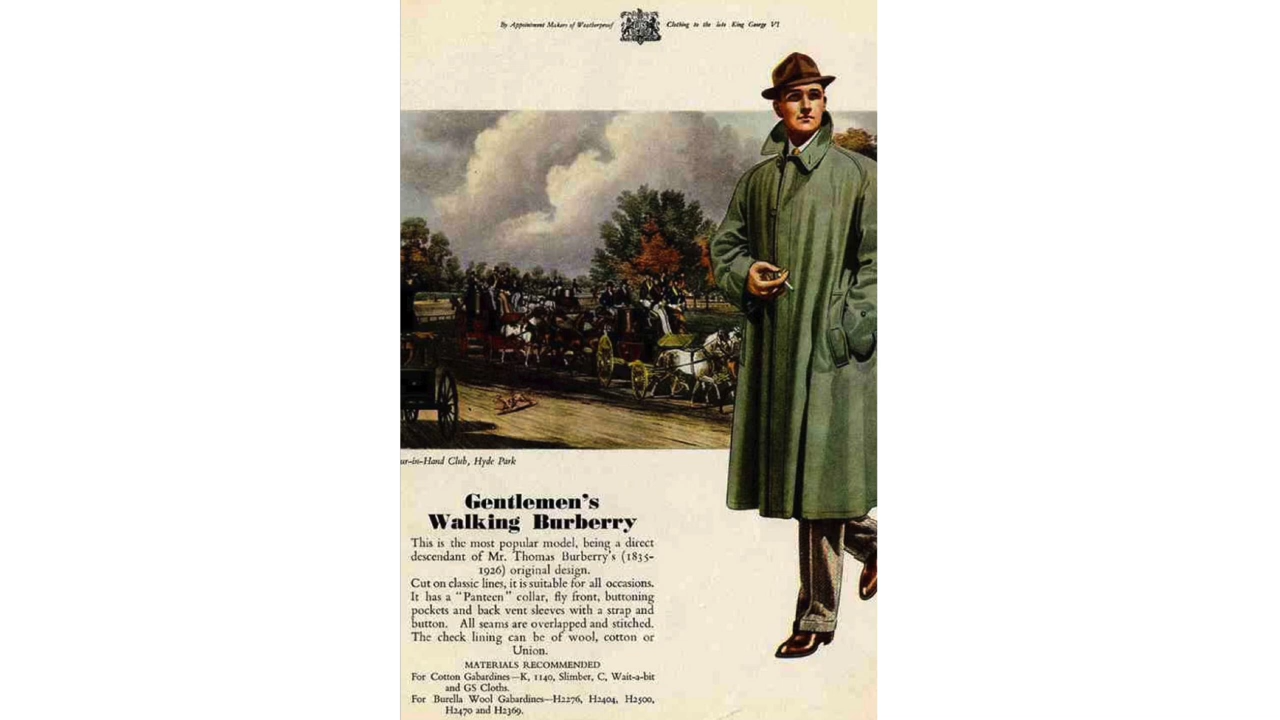 By Appointment Makers of Weatherproof Clothing to the late King George VI
ur-in-Hand Club, Hyde Park
Gentlemen's
Walking Burberry
This is the most popular model, being a direct
descendant of Mr. Thomas Burberry's (1835-
1926) original design.
Cut on classic lines, it is suitable for all occasions.
It has a "Panteen" collar, fly front, buttoning
pockets and back vent sleeves with a strap and
button. All seams are overlapped and stitched.
The check lining can be of wool, cotton or
Union.
MATERIALS RECOMMENDED
For Cotton Gabardines—K, 1140, Slimber, C, Wait-a-bit
and GS Cloths.
For Burella Wool Gabardines—H2276, H2404, H2500,
H2470 and H2369.